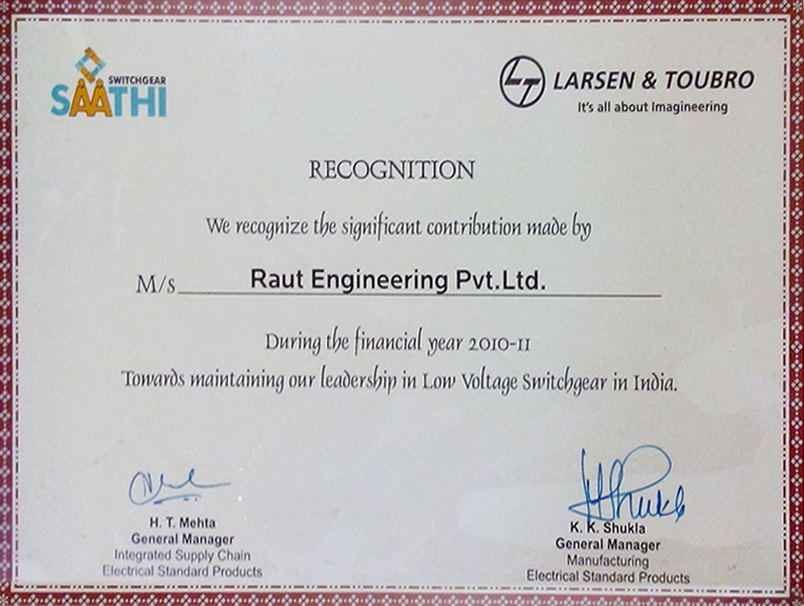 SWITCHGEAR
SAATHI
LARSEN & TOUBRO
It's all about Imagineering
RECOGNITION
We recognize the significant contribution made by
M/s Raut Engineering Pvt.Ltd.
During the financial year 2010-11
Towards maintaining our leadership in Low Voltage Switchgear in India.
H. T. Mehta
General Manager
Integrated Supply Chain
Electrical Standard Products
K. K. Shukla
General Manager
Manufacturing
Electrical Standard Products